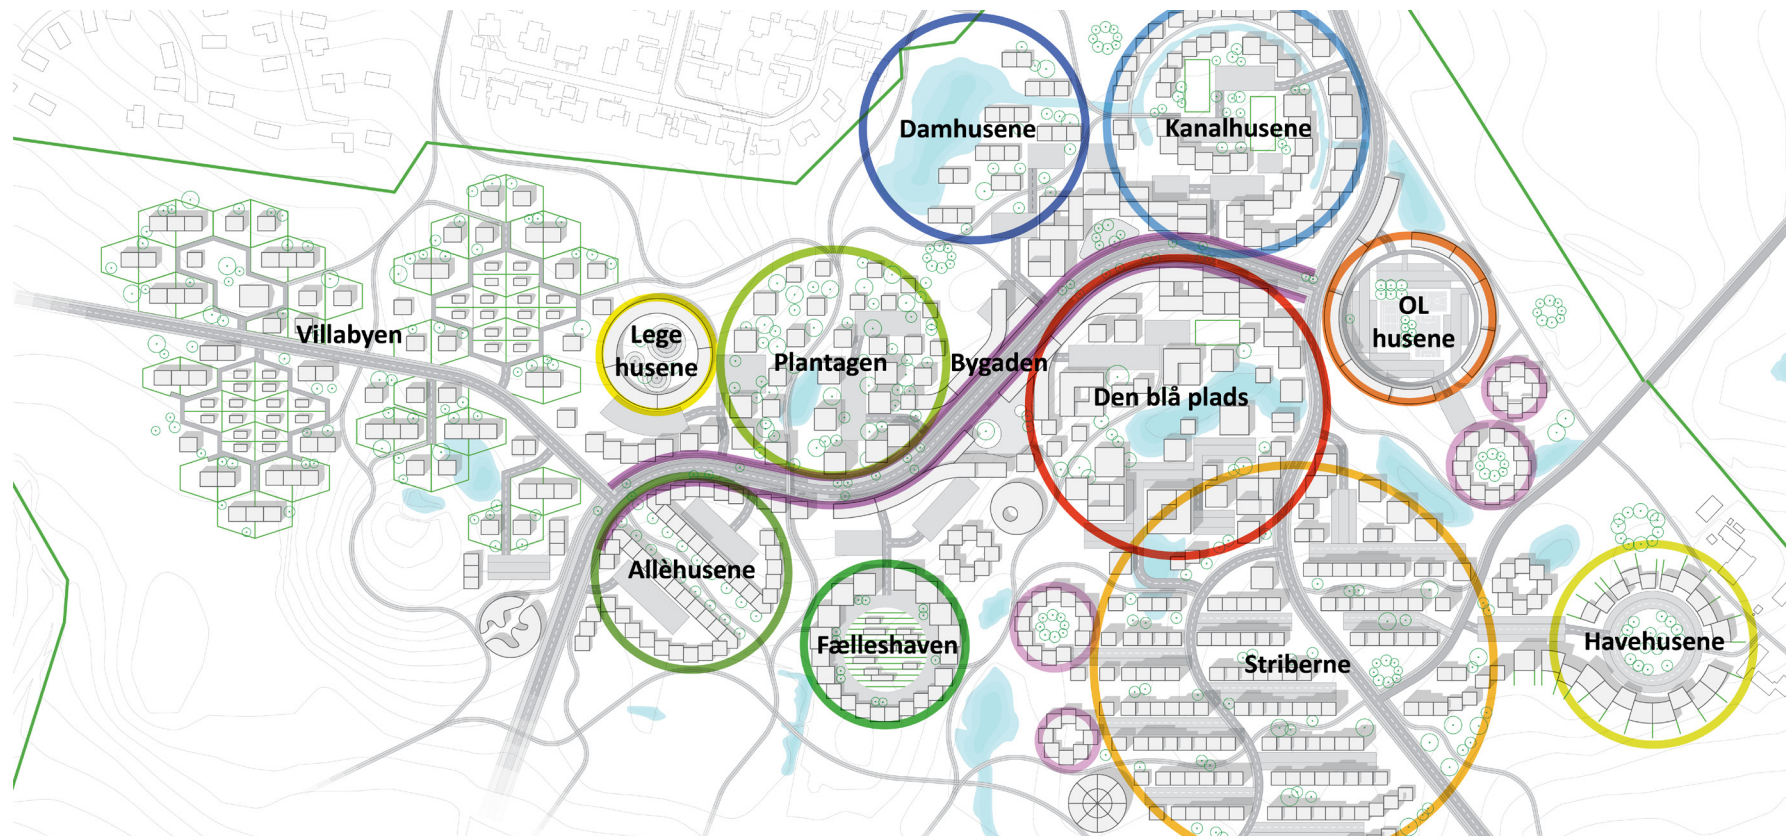 Damhusene
Kanalhusene
Villabyen
Lege
husene
Plantagen
Bygaden
Den blå plads
OL
husene
Allèhusene
Fælleshaven
Striberne
Havehusene